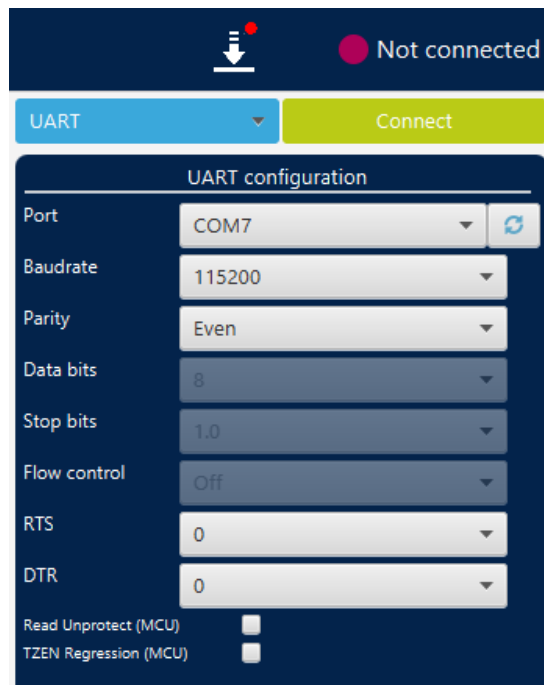 Not connected
UART Connect
UART configuration
Port COM7
Baudrate 115200
Parity Even
Data bits 8
Stop bits 1.0
Flow control Off
RTS 0
DTR 0
Read Unprotect (MCU)
TZEN Regression (MCU)